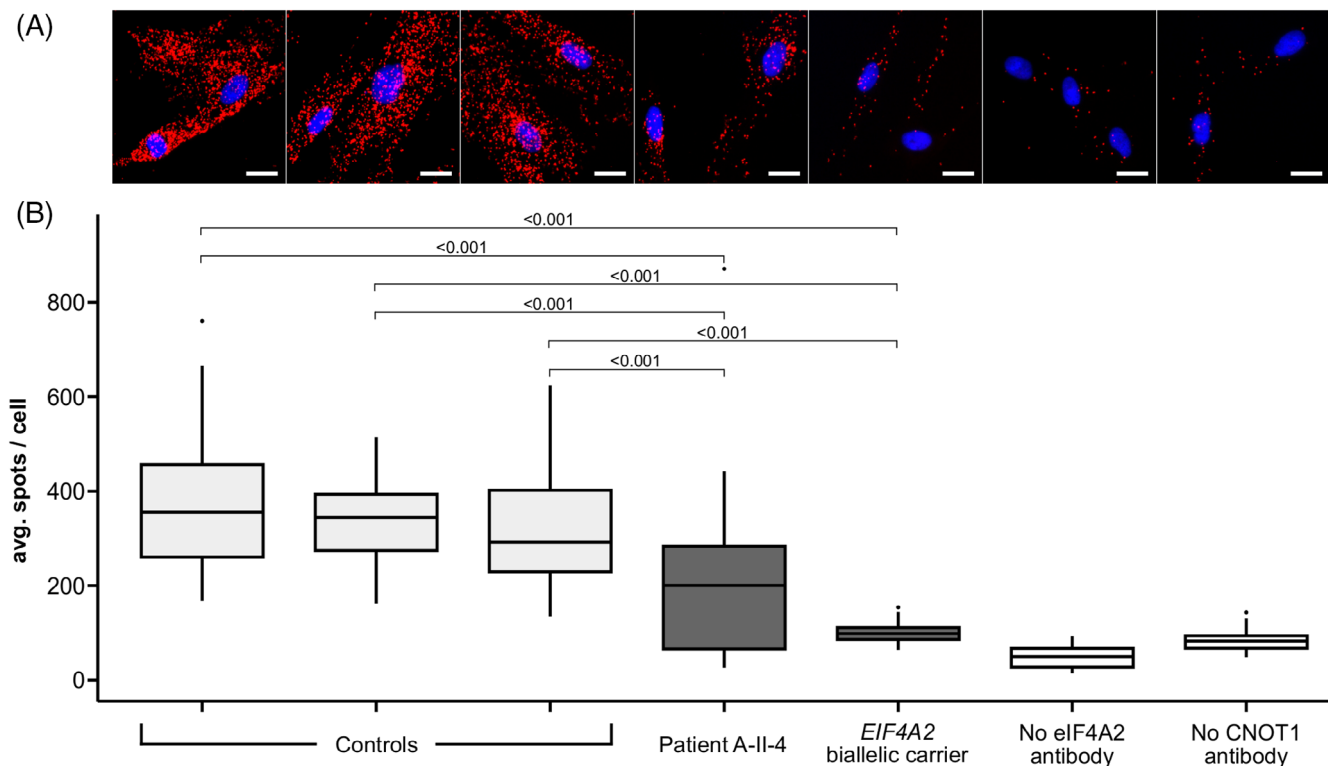 (A)
(B)
<0.001
<0.001
<0.001
<0.001
<0.001
<0.001
avg. spots / cell
800
600
400
200
0
Controls
Patient A-II-4
EIF4A2
biallelic carrier
No eIF4A2
antibody
No CNOT1
antibody